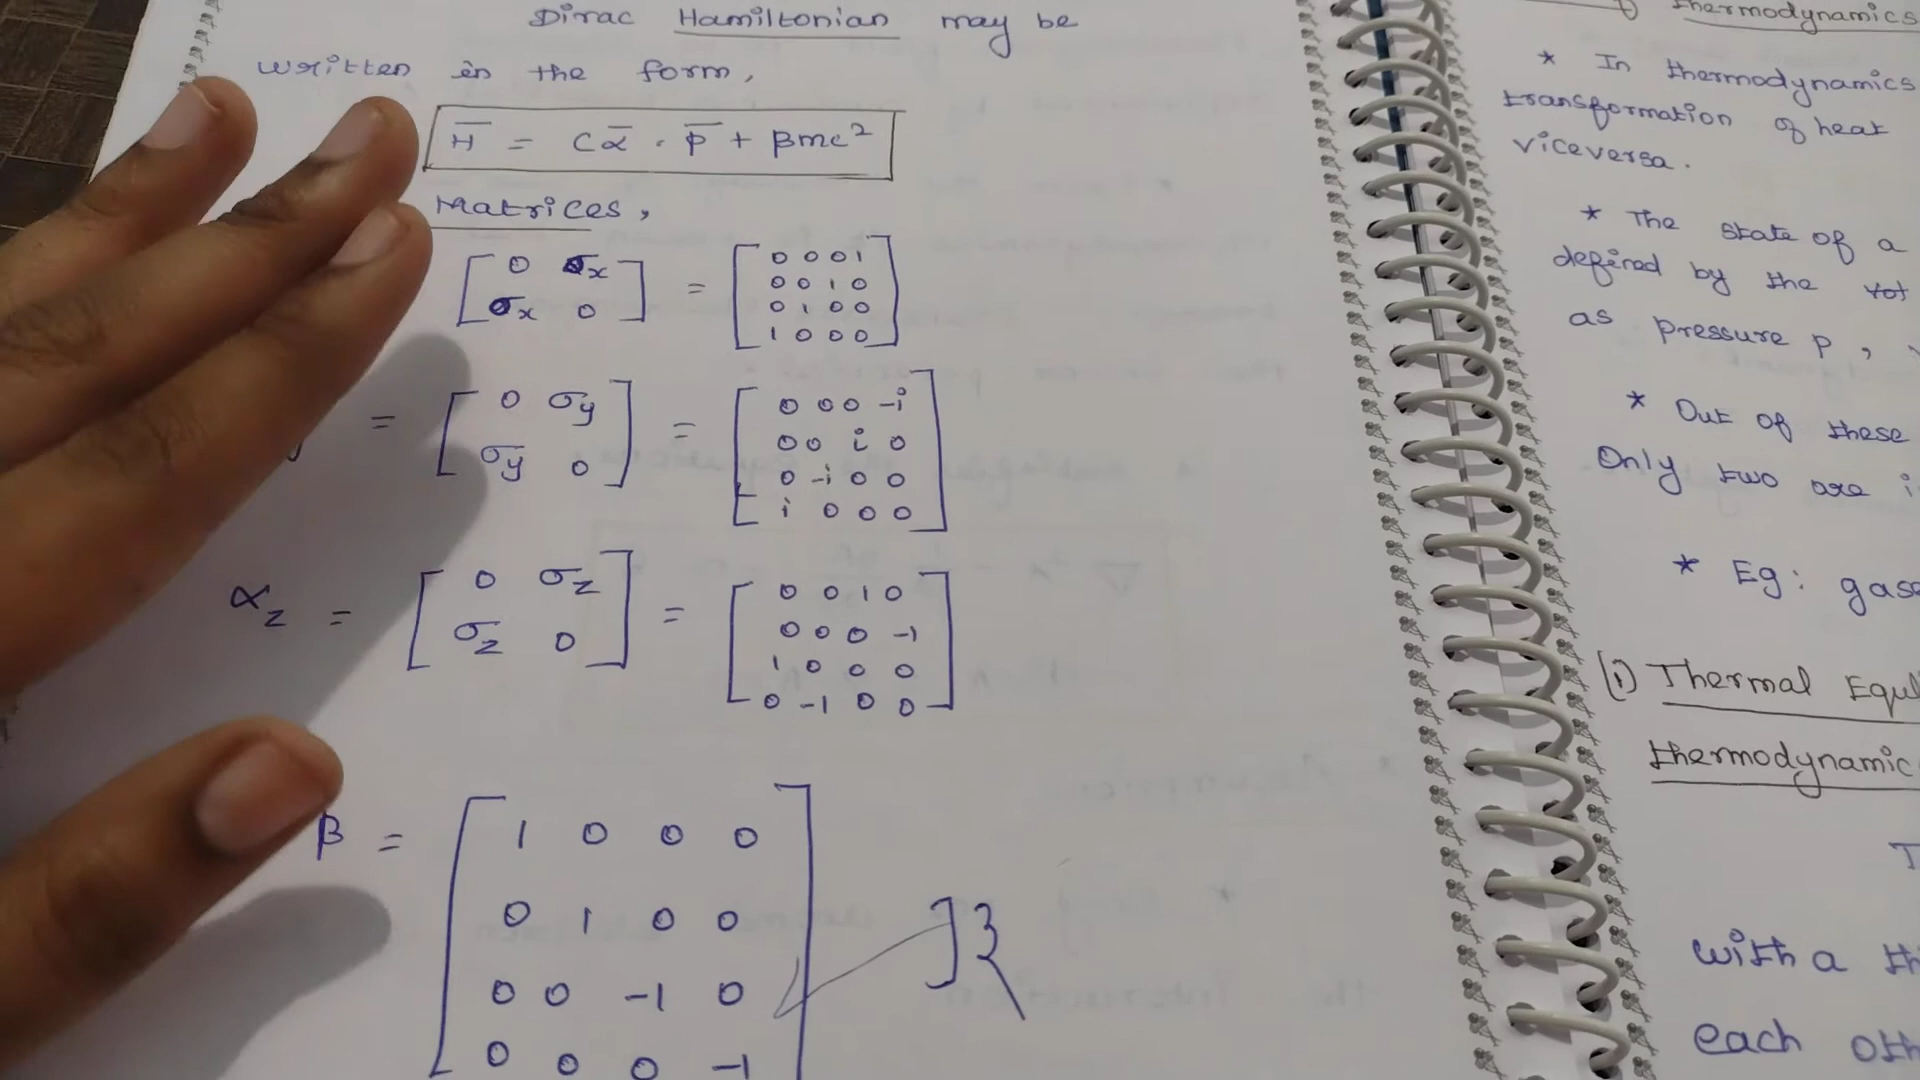 Dirac Hamiltonian may be
written in the form,
H̅ = Cα̅ . p̅ + βmc²
Matrices,
[0 σx
σx 0] = [0 0 0 1
0 0 1 0
0 1 0 0
1 0 0 0]
= [0 σy
σy 0] = [0 0 0 -i
0 0 i 0
0 -i 0 0
i 0 0 0]
αz = [0 σz
σz 0] = [0 0 1 0
0 0 0 -1
1 0 0 0
0 -1 0 0]
β = [1 0 0 0
0 1 0 0
0 0 -1 0
0 0 0 -1]
Thermodynamics
* In thermodynamics
transformation of heat
viceversa.
* The state of a
defined by the
as pressure p,
* Out of these
Only two are
* Eg:
(1) Thermal
thermodynamic
with a
each